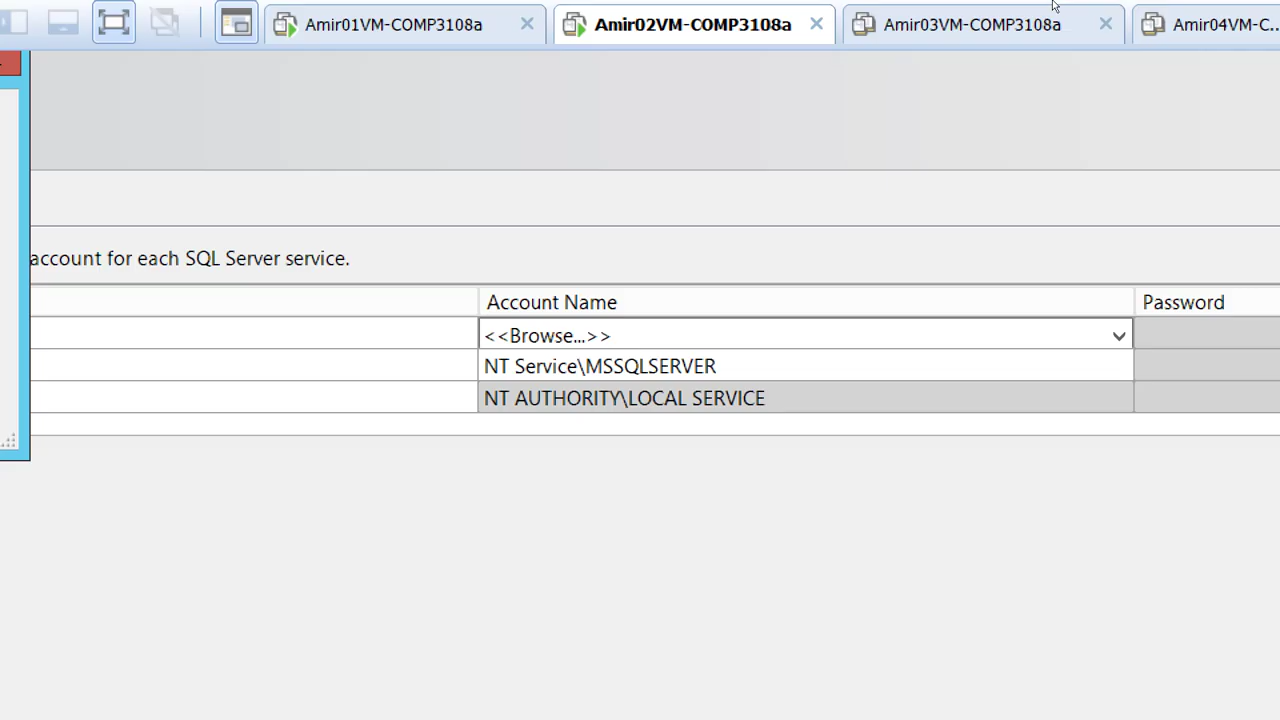 Amir01VM-COMP3108a Amir02VM-COMP3108a Amir03VM-COMP3108a Amir04VM-C...
account for each SQL Server service.
Account Name Password
<<Browse...>>
NT Service\MSSQLSERVER
NT AUTHORITY\LOCAL SERVICE